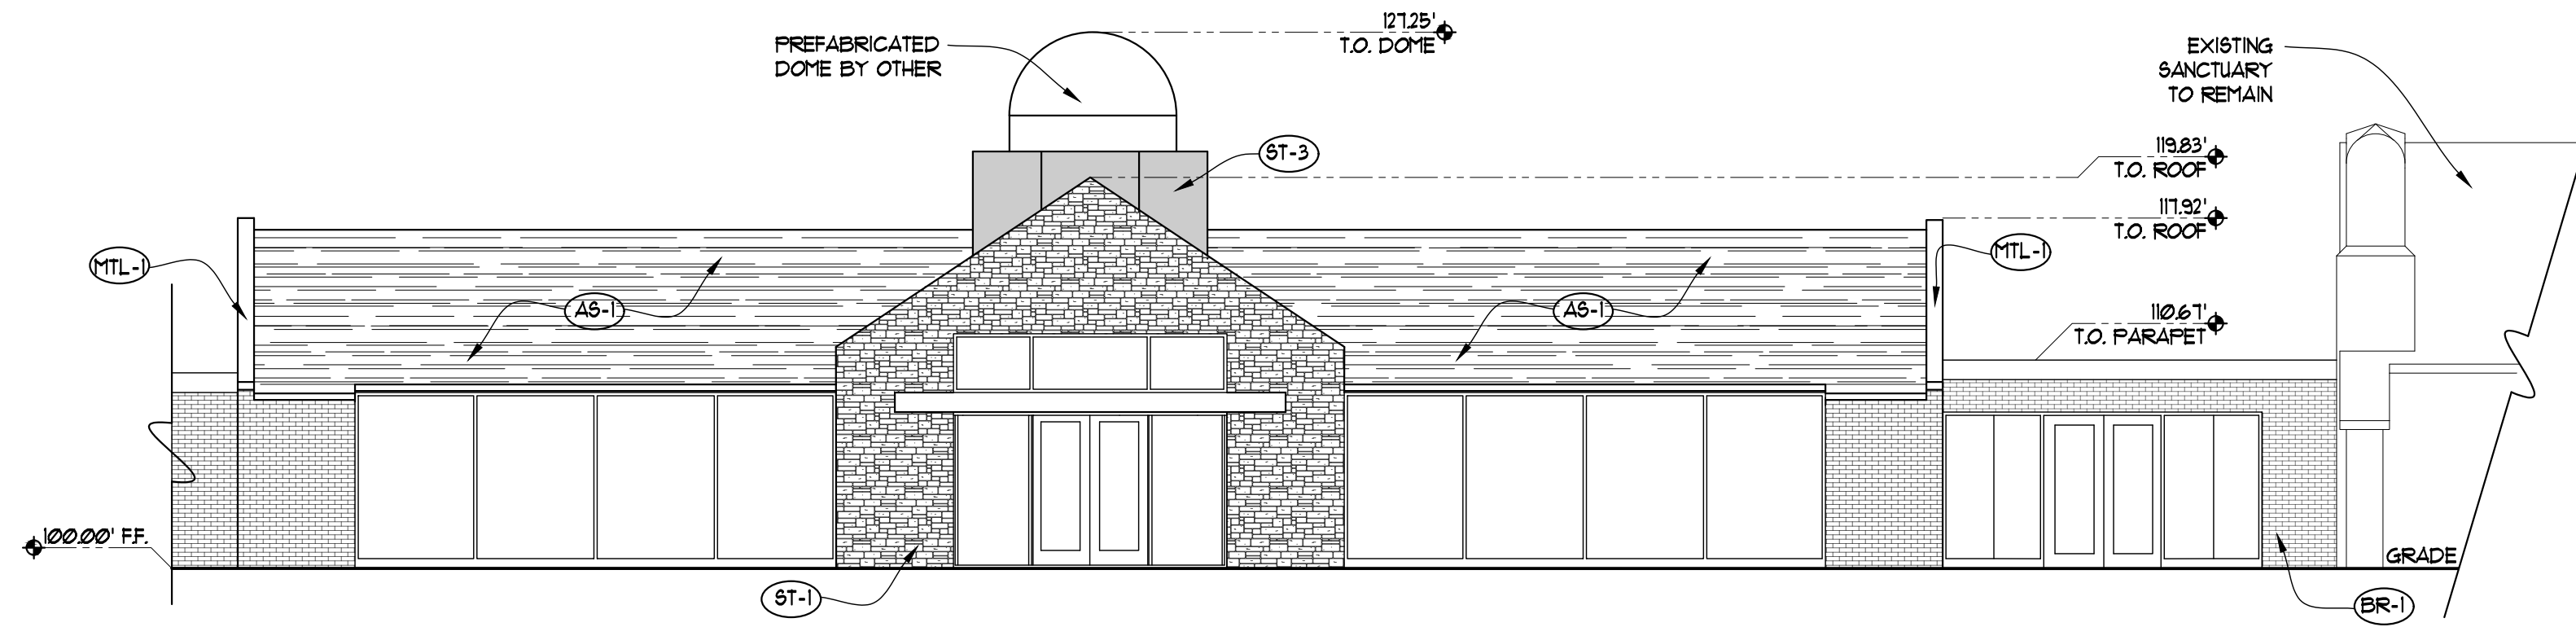 127.25'
T.O. DOME
PREFABRICATED
DOME BY OTHER
EXISTING
SANCTUARY
TO REMAIN
ST-3
119.83'
T.O. ROOF
117.92'
T.O. ROOF
MTL-1
MTL-1
AS-1
AS-1
110.67'
T.O. PARAPET
100.00' F.F.
GRADE
ST-1
BR-1